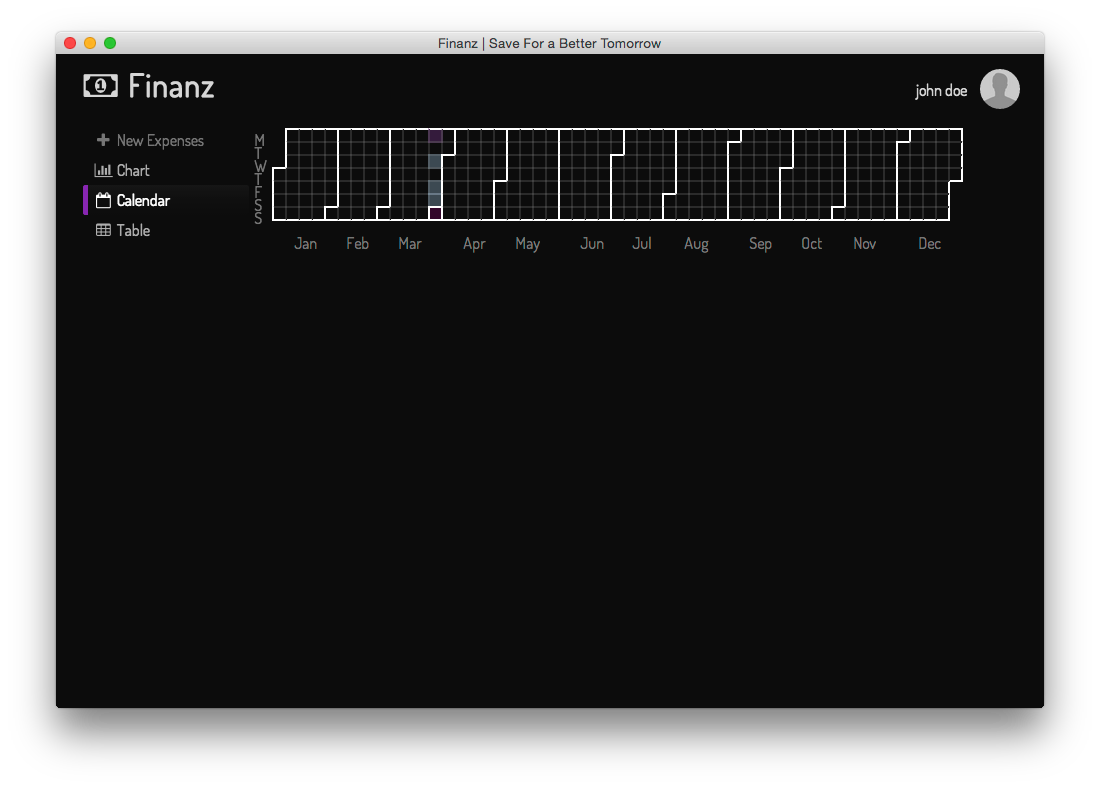 Finanz | Save For a Better Tomorrow
1 Finanz
john doe
New Expenses
Chart
Calendar
Table
M
T
W
T
F
S
S
Jan Feb Mar Apr May Jun Jul Aug Sep Oct Nov Dec